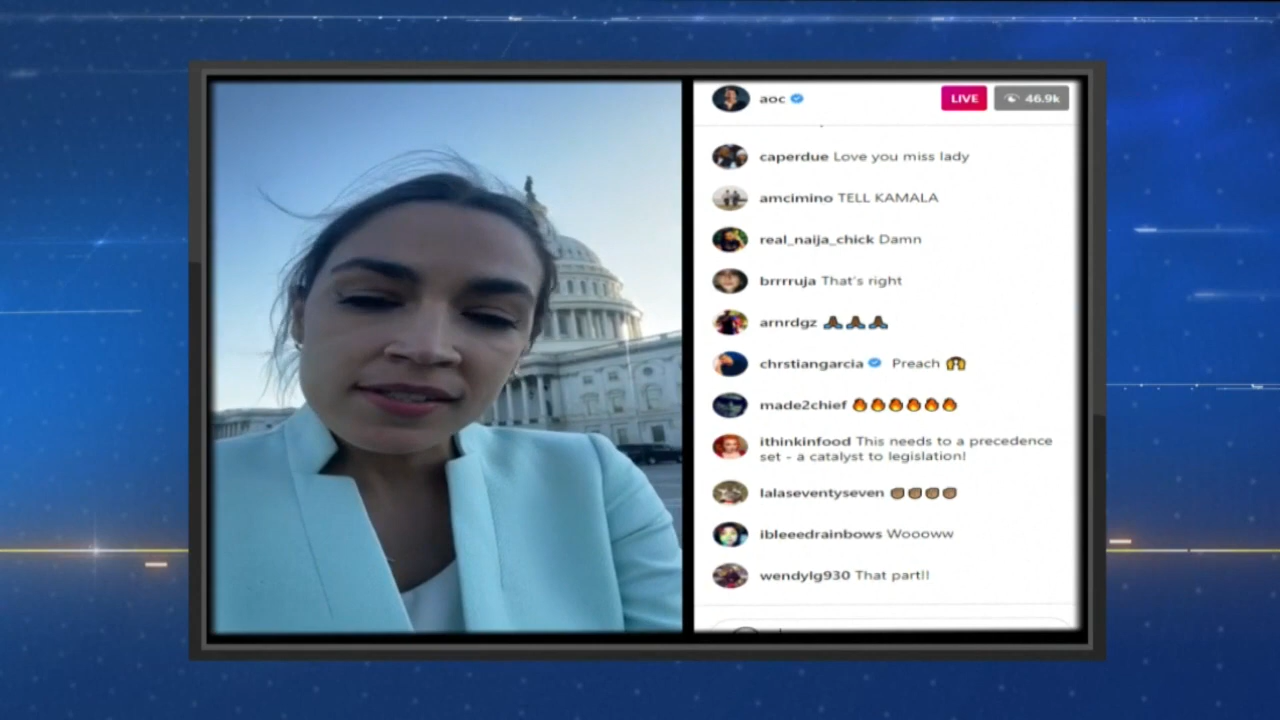 aoc LIVE 46.9k
caperdue Love you miss lady
amcimino TELL KAMALA
real_naija_chick Damn
brrrruja That's right
arnrdgz 🙏🏾🙏🏾🙏🏾
chrstiangarcia Preach 🙌
made2chief 🔥🔥🔥🔥🔥🔥
ithinkinfood This needs to a precedence
set - a catalyst to legislation!
lalaseventyseven ✊🏽✊🏽✊🏽✊🏽
ibleeedrainbows Woooww
wendylg930 That part!!